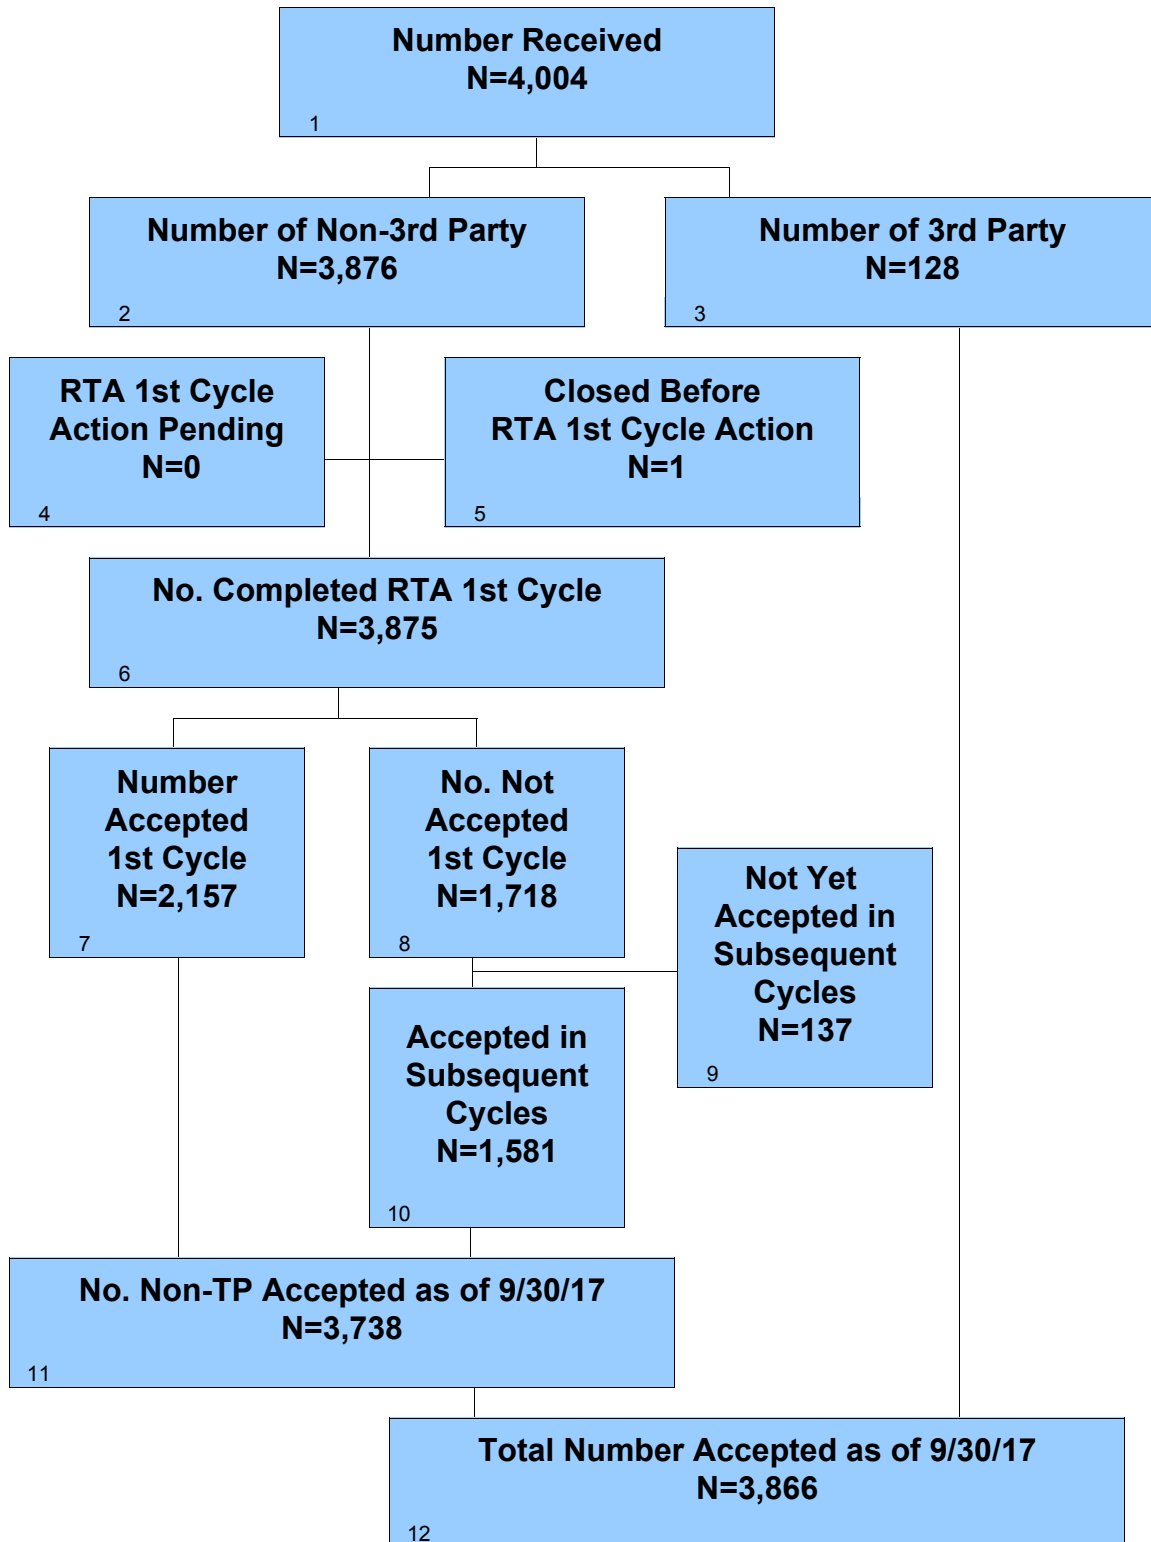 Number Received
N=4,004
1
Number of Non-3rd Party
N=3,876
2
Number of 3rd Party
N=128
3
RTA 1st Cycle
Action Pending
N=0
4
Closed Before
RTA 1st Cycle Action
N=1
5
No. Completed RTA 1st Cycle
N=3,875
6
Number
Accepted
1st Cycle
N=2,157
7
No. Not
Accepted
1st Cycle
N=1,718
8
Not Yet
Accepted in
Subsequent
Cycles
N=137
9
Accepted in
Subsequent
Cycles
N=1,581
10
No. Non-TP Accepted as of 9/30/17
N=3,738
11
Total Number Accepted as of 9/30/17
N=3,866
12